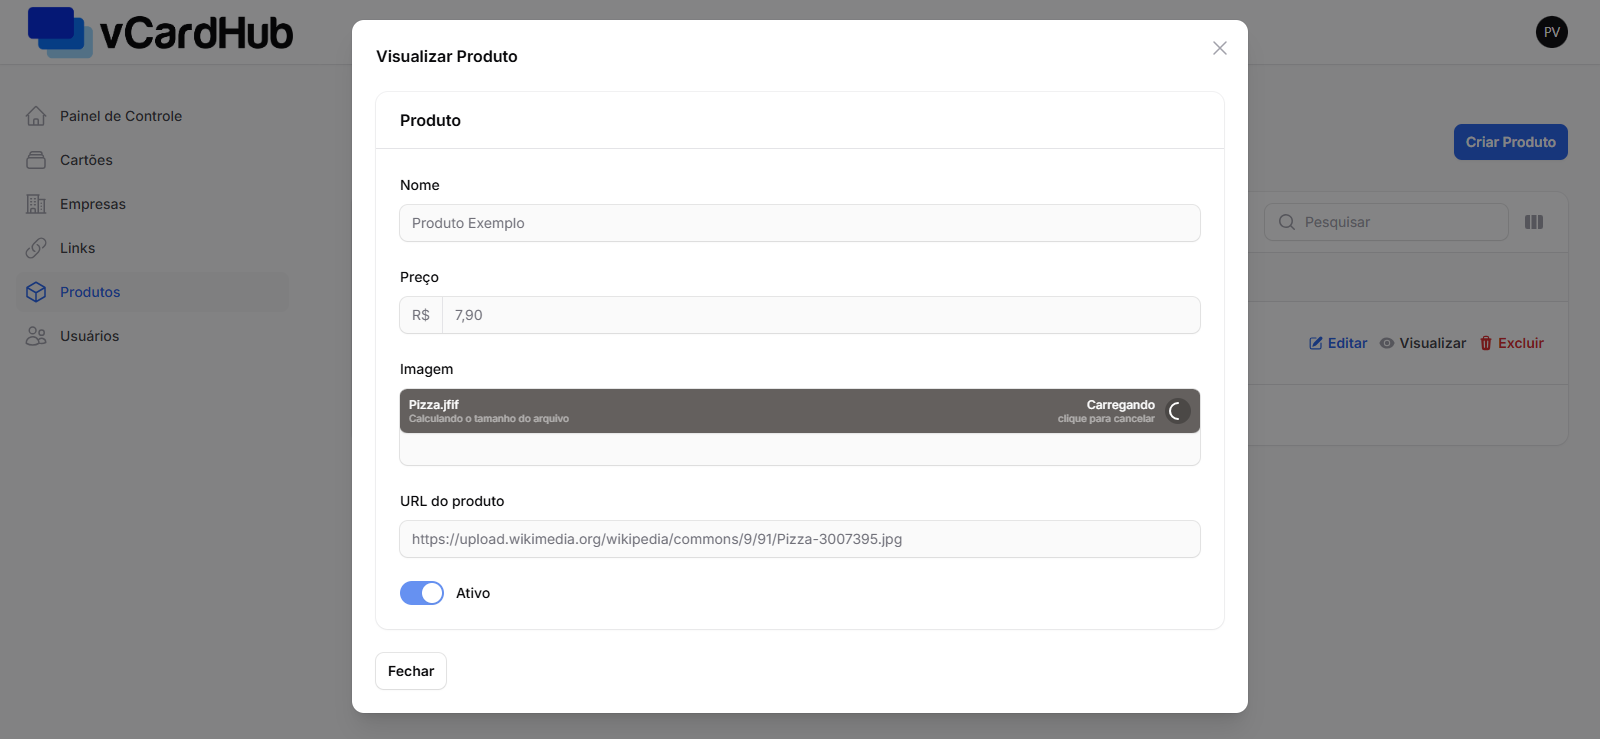 vCardHub
PV
Painel de Controle
Cartões
Empresas
Links
Produtos
Usuários
Criar Produto
Pesquisar
Editar
Visualizar
Excluir
Visualizar Produto
Produto
Nome
Produto Exemplo
Preço
R$ 7,90
Imagem
Pizza.jfif
Calculando o tamanho do arquivo
Carregando
clique para cancelar
URL do produto
https://upload.wikimedia.org/wikipedia/commons/9/91/Pizza-3007395.jpg
Ativo
Fechar